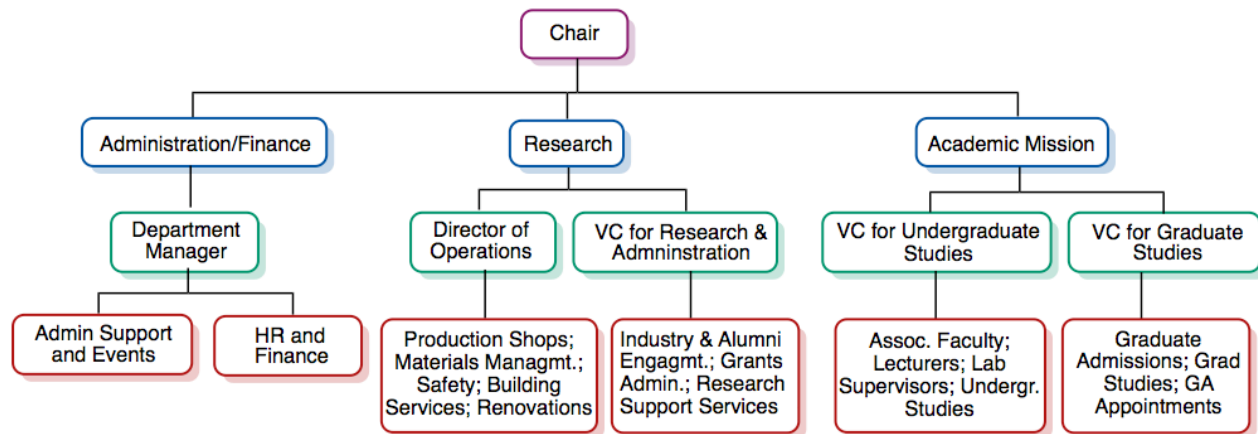 Chair
Administration/Finance
Research
Academic Mission
Department
Manager
Director of
Operations
VC for Research &
Adminstration
VC for Undergraduate
Studies
VC for Graduate
Studies
Admin Support
and Events
HR and
Finance
Production Shops;
Materials Managmt.;
Safety; Building
Services; Renovations
Industry & Alumni
Engagmt.; Grants
Admin.; Research
Support Services
Assoc. Faculty;
Lecturers; Lab
Supervisors; Undergr.
Studies
Graduate
Admissions; Grad
Studies; GA
Appointments